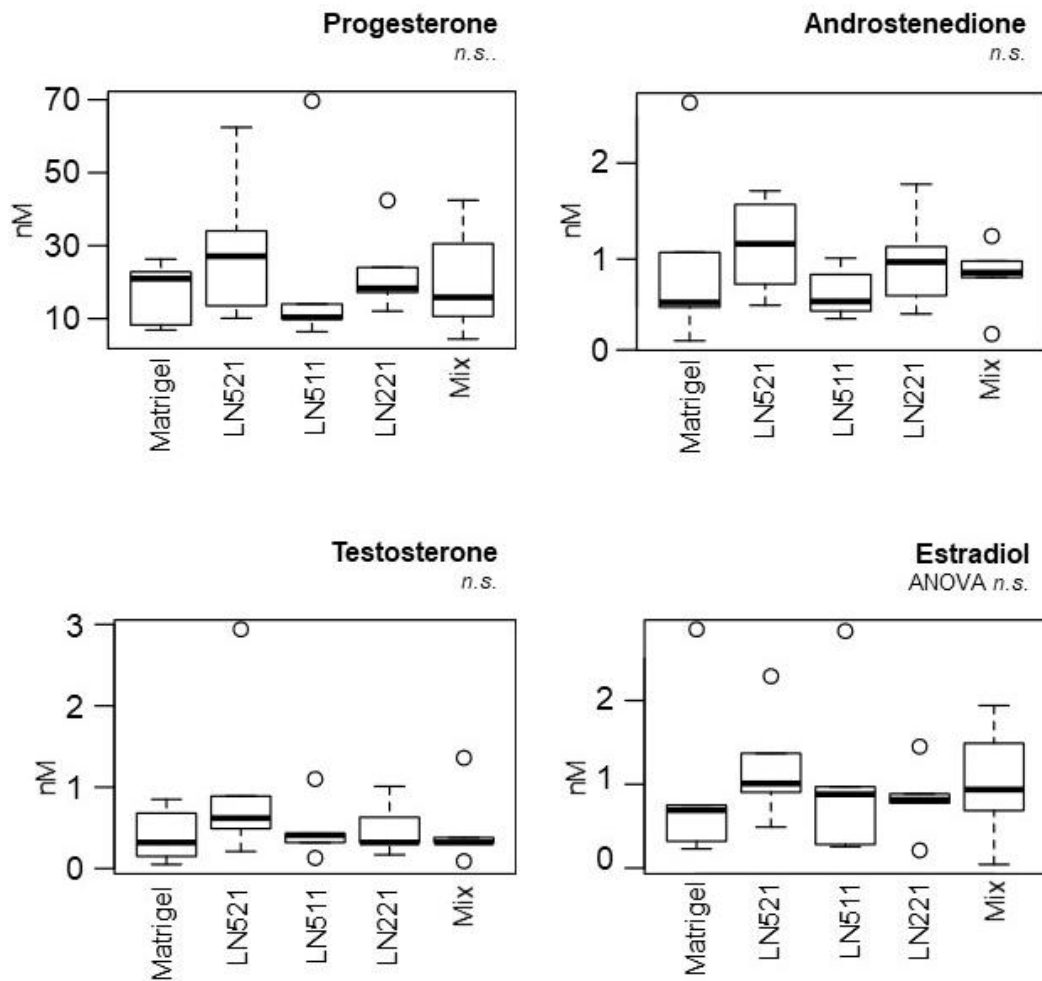 Progesterone
n.s..
70
50
30
10
nM
Matrigel
LN521
LN511
LN221
Mix
Androstenedione
n.s.
2
1
0
nM
Matrigel
LN521
LN511
LN221
Mix
Testosterone
n.s.
3
2
1
0
nM
Matrigel
LN521
LN511
LN221
Mix
Estradiol
ANOVA n.s.
2
1
0
nM
Matrigel
LN521
LN511
LN221
Mix